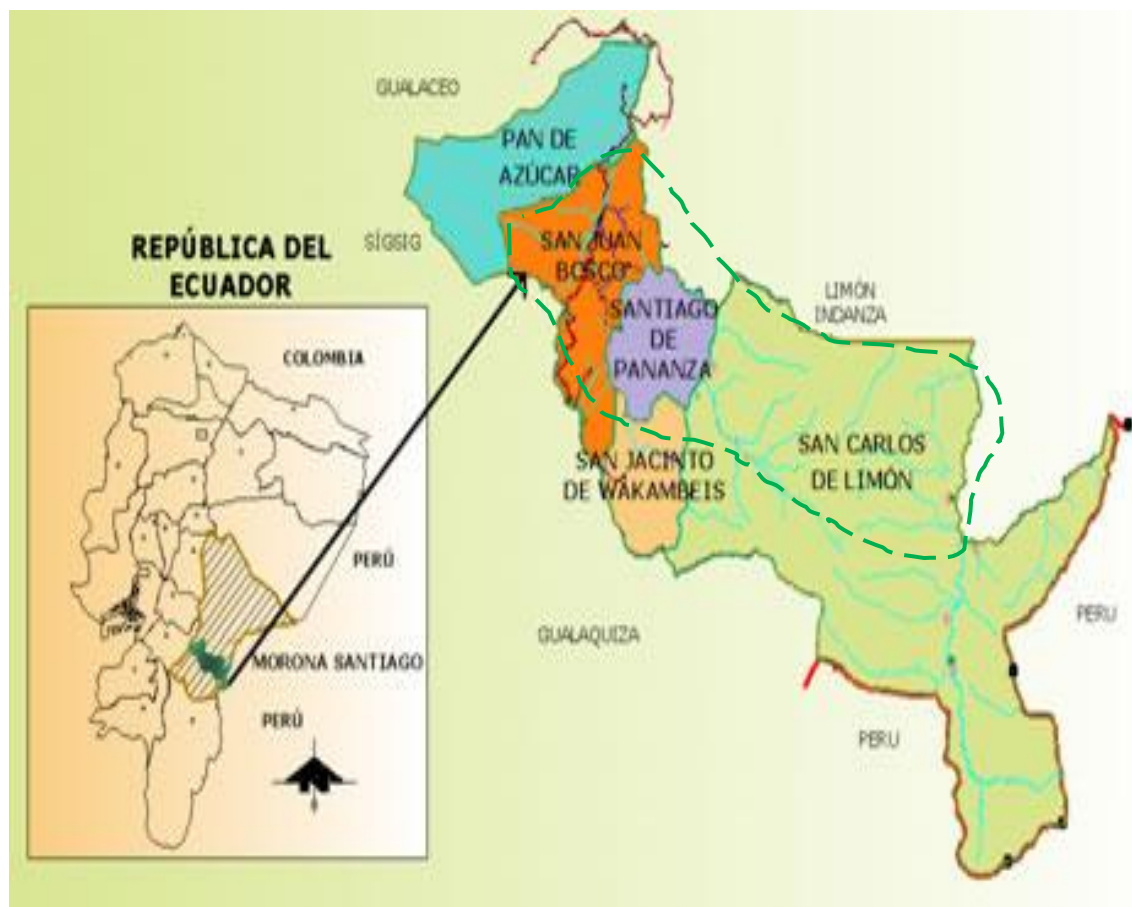 GUALACEO
PAN DE
AZÚCAR
SÍGSIG
SAN JUAN
BOSCO
SANTIAGO
DE
PANANZA
LIMÓN
INDANZA
SAN JACINTO
DE WAKAMBEIS
SAN CARLOS
DE LIMÓN
GUALAQUIZA
PERU
PERU
REPÚBLICA DEL
ECUADOR
COLOMBIA
PERÚ
MORONA SANTIAGO
PERÚ